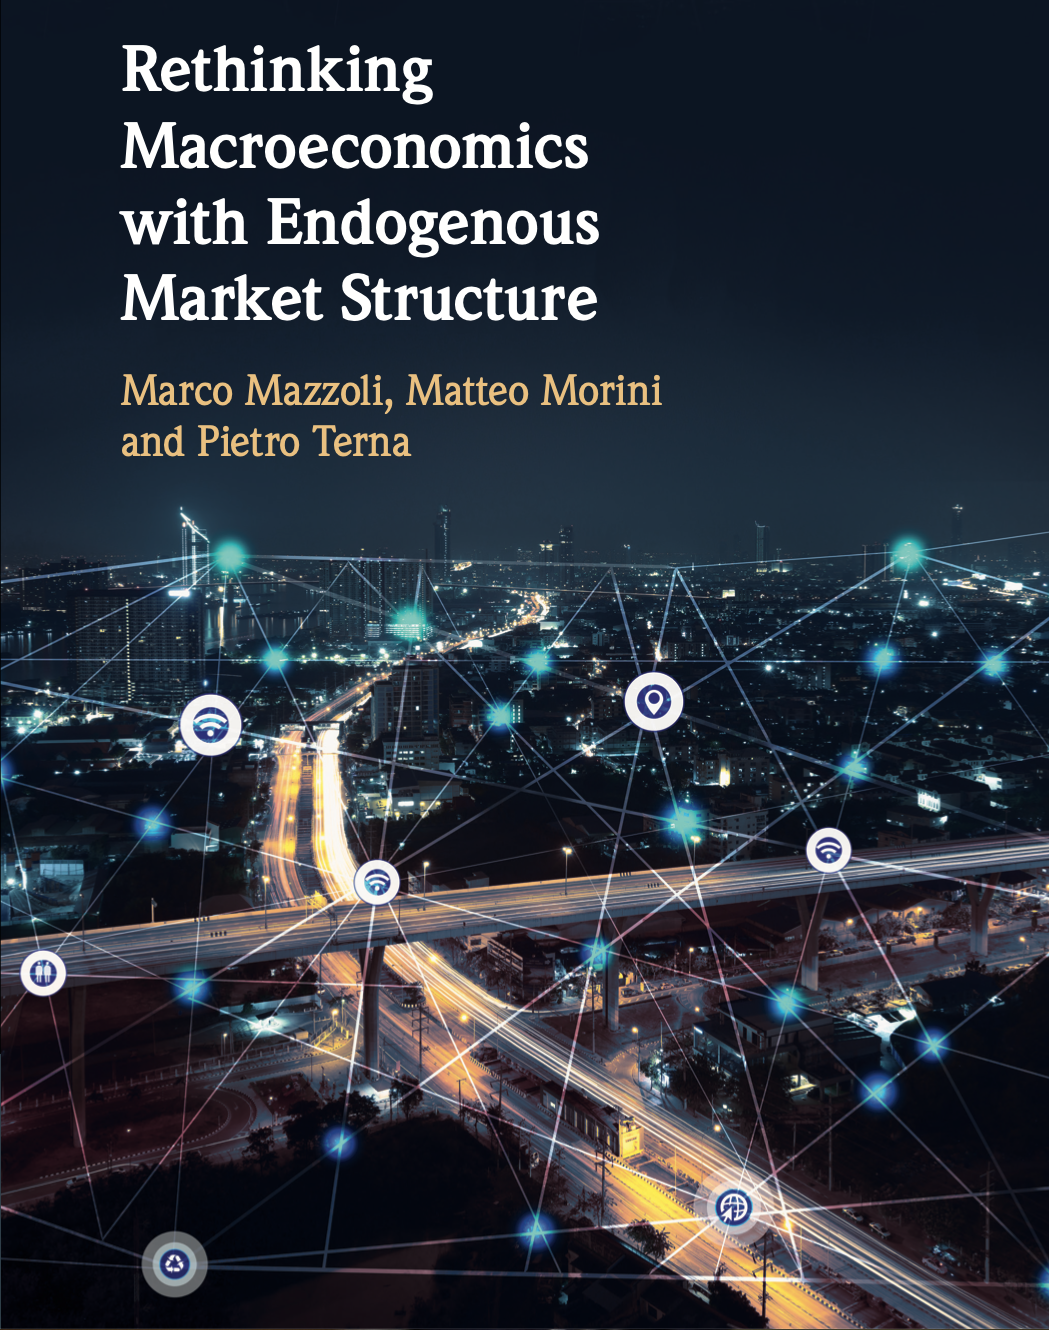 Rethinking
Macroeconomics
with Endogenous
Market Structure
Marco Mazzoli, Matteo Morini
and Pietro Terna